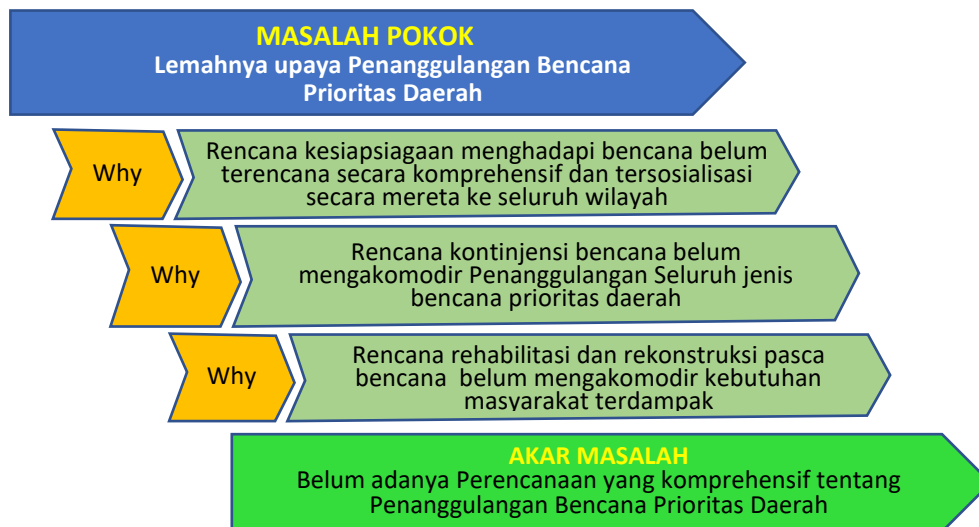 MASALAH POKOK
Lemahnya upaya Penanggulangan Bencana
Prioritas Daerah
Why
Rencana kesiapsiagaan menghadapi bencana belum
terencana secara komprehensif dan tersosialisasi
secara mereta ke seluruh wilayah
Why
Rencana kontinjensi bencana belum
mengakomodir Penanggulangan Seluruh jenis
bencana prioritas daerah
Why
Rencana rehabilitasi dan rekonstruksi pasca
bencana belum mengakomodir kebutuhan
masyarakat terdampak
AKAR MASALAH
Belum adanya Perencanaan yang komprehensif tentang
Penanggulangan Bencana Prioritas Daerah